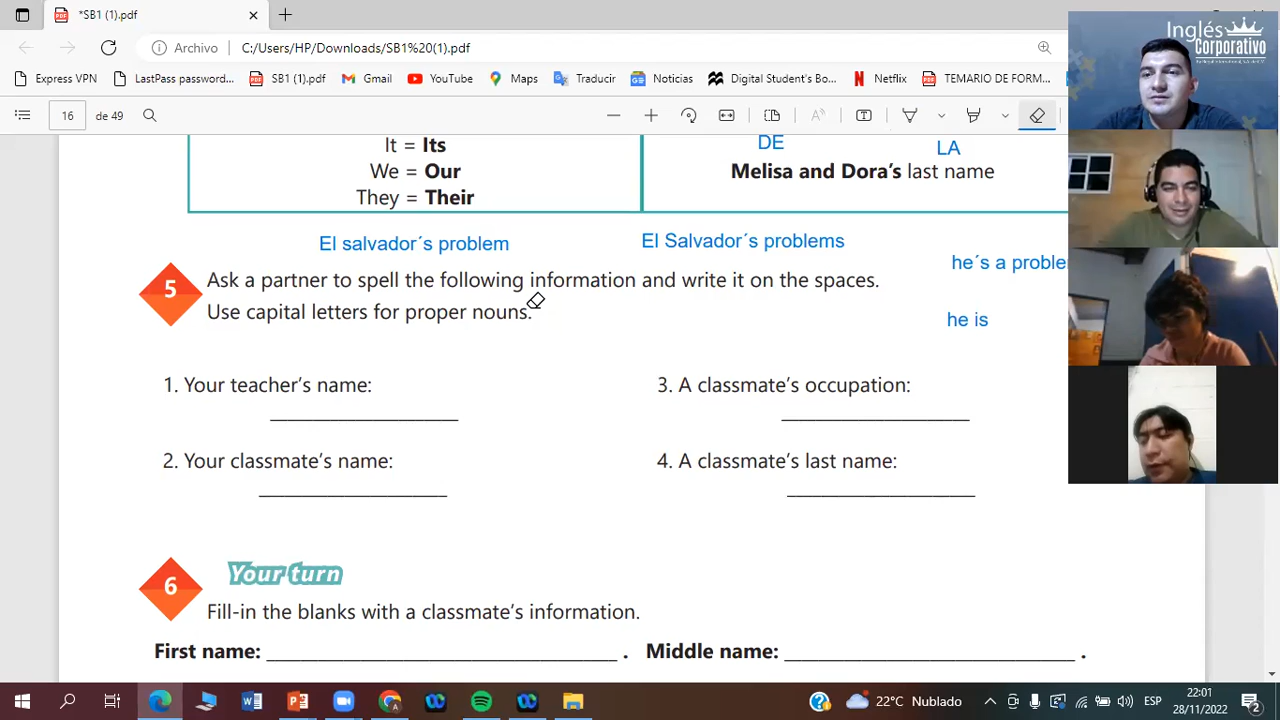 *SB1 (1).pdf
Archivo C:/Users/HP/Downloads/SB1%20(1).pdf
Express VPN LastPass password... SB1 (1).pdf Gmail YouTube Maps Traducir Noticias Digital Student's Bo... Netflix TEMARIO DE FORM...
16 de 49
Inglés
Corporativo
DE LA
It = Its
We = Our
They = Their
Melisa and Dora's last name
El salvador´s problem El Salvador´s problems
he´s a proble
he is
5 Ask a partner to spell the following information and write it on the spaces.
Use capital letters for proper nouns.
1. Your teacher's name:
3. A classmate's occupation:
2. Your classmate's name:
4. A classmate's last name:
6 Your turn
Fill-in the blanks with a classmate's information.
First name: . Middle name: .
22°C Nublado ESP 22:01
28/11/2022 2